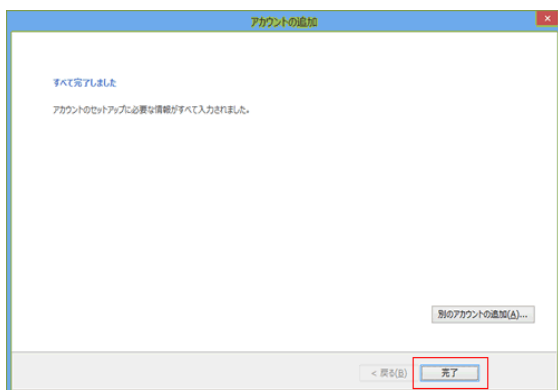 アカウントの追加
すべて完了しました
アカウントのセットアップに必要な情報がすべて入力されました。
別のアカウントの追加(A)...
< 戻る(B)
完了